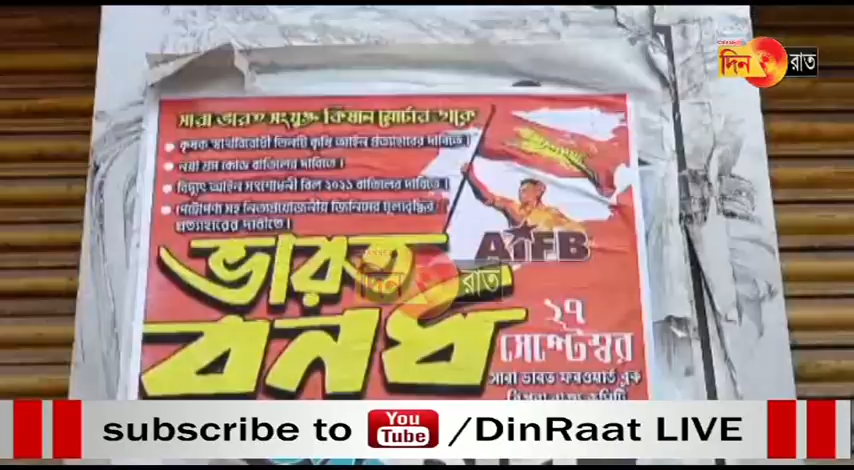 দিন রাত
সারা ভারত সংযুক্ত কিষান মোর্চার ডাকে
কৃষক স্বার্থবিরোধী তিনটি কৃষি আইন প্রত্যাহারের দাবিতে।
নয়া শ্রম কোড বাতিলের দাবিতে।
বিদ্যুৎ আইন সংশোধনী বিল ২০২১ বাতিলের দাবিতে।
পেট্রোপণ্য সহ নিত্যপ্রয়োজনীয় জিনিসের মূল্যবৃদ্ধির
প্রত্যাহারের দাবিতে।
AIFB
ভারত
দিন রাত
বনধ
২৭
সেপ্টেম্বর
সারা ভারত ফরওয়ার্ড ব্লক
ত্রিপুরা রাজ্য কমিটি
subscribe to You Tube /DinRaat LIVE